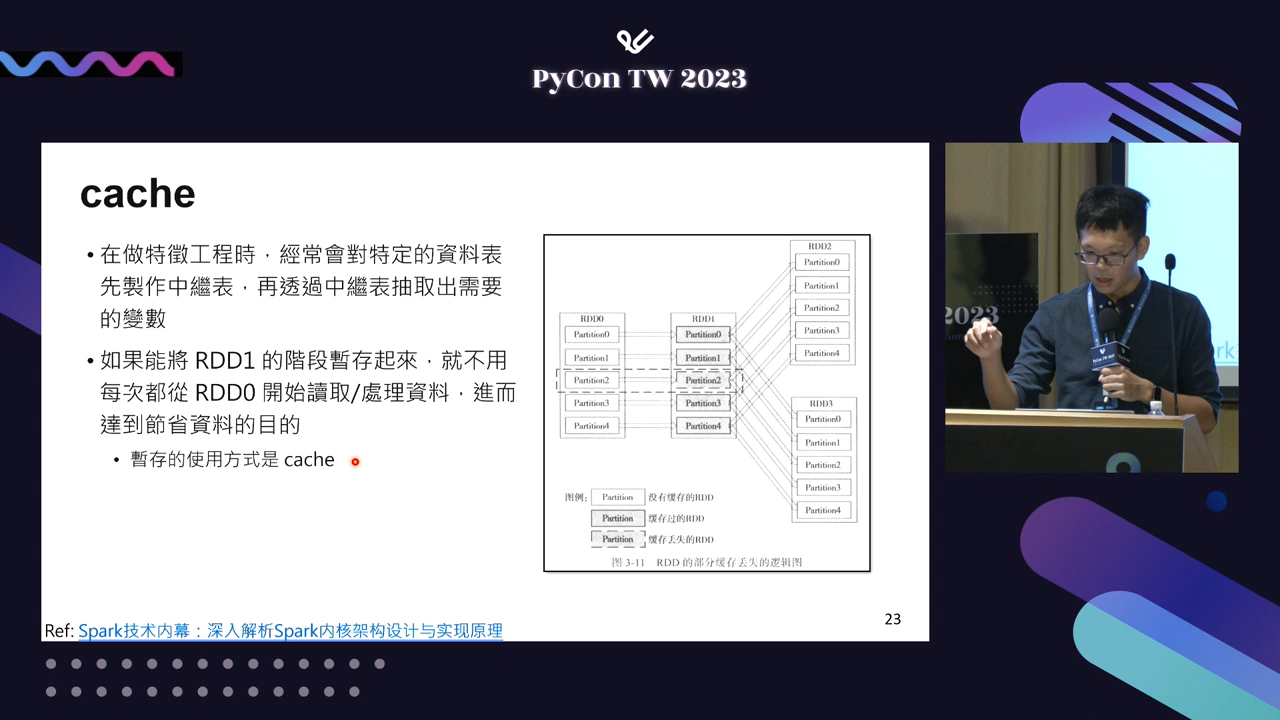 PyCon TW 2023
cache
• 在做特徵工程時，經常會對特定的資料表
先製作中繼表，再透過中繼表抽取出需要
的變數
• 如果能將 RDD1 的階段暫存起來，就不用
每次都從 RDD0 開始讀取/處理資料，進而
達到節省資料的目的
• 暫存的使用方式是 cache
RDD0
Partition0
Partition1
Partition2
Partition3
Partition4
RDD1
Partition0
Partition1
Partition2
Partition3
Partition4
RDD2
Partition0
Partition1
Partition2
Partition3
Partition4
RDD3
Partition0
Partition1
Partition2
Partition3
Partition4
图例：
Partition 没有缓存的RDD
Partition 缓存过的RDD
Partition 缓存丢失的RDD
图 3-11 RDD 的部分缓存丢失的逻辑图
Ref: Spark技术内幕：深入解析Spark内核架构设计与实现原理
23
2023
PyCon TW